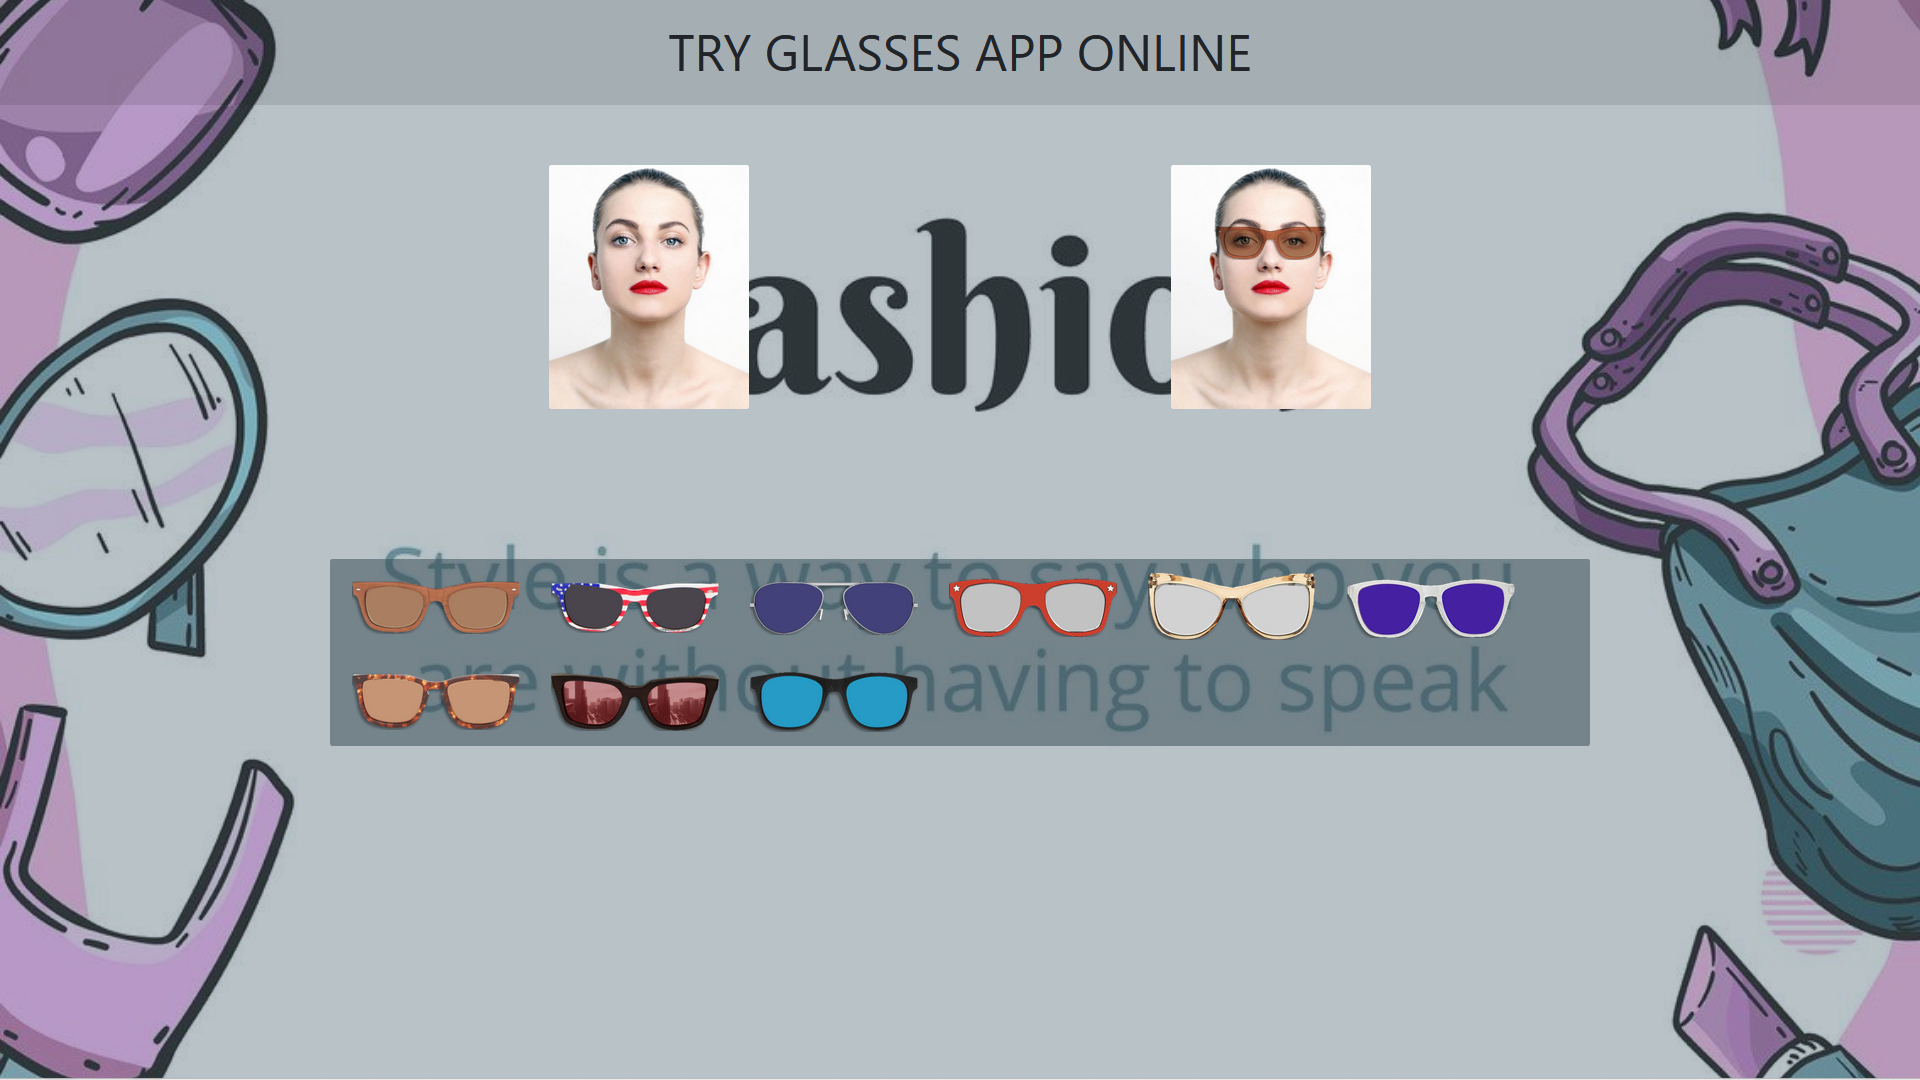 TRY GLASSES APP ONLINE
ashio
Style is a way to say who you
are without having to speak